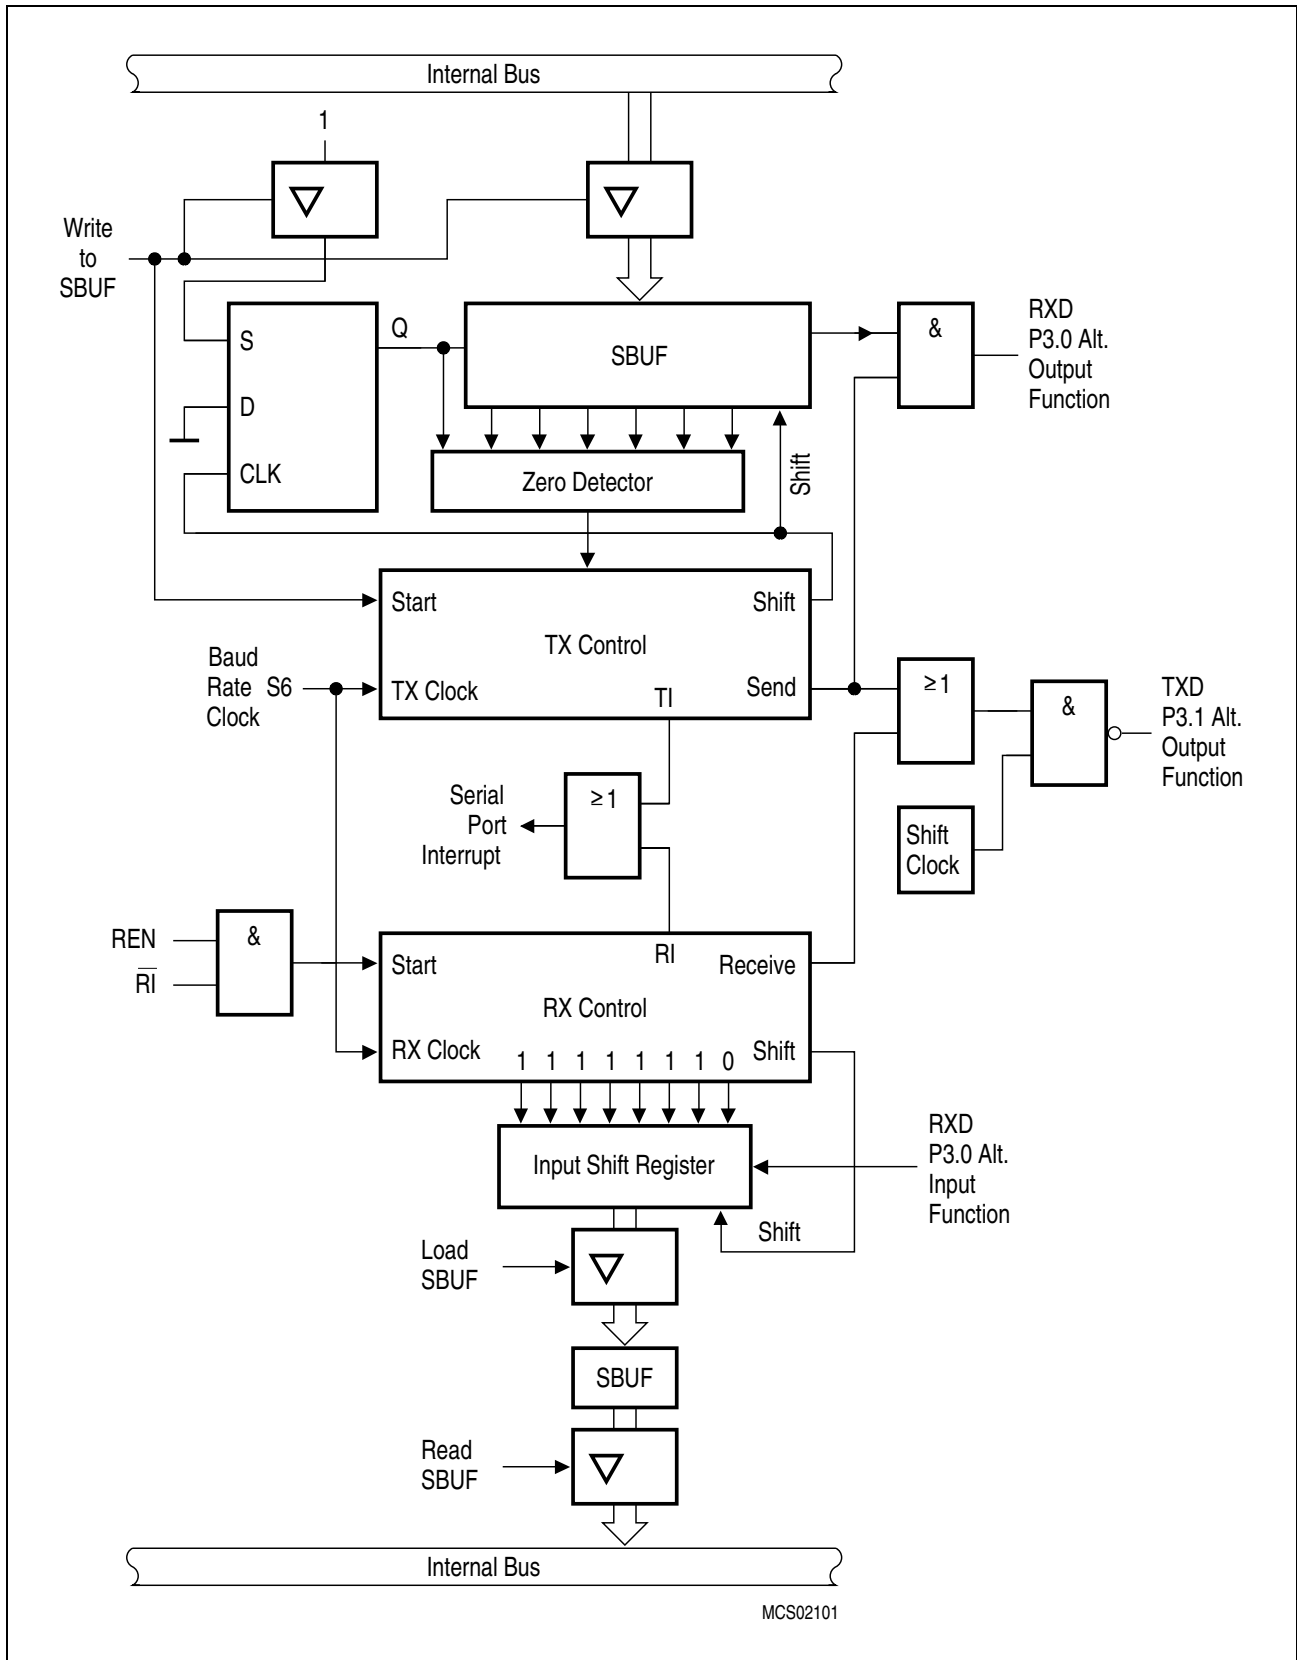 Internal Bus
1
Write
to
SBUF
S
D
CLK
Q
SBUF
&
RXD
P3.0 Alt.
Output
Function
Zero Detector
Shift
Start
Shift
TX Control
TX Clock
TI
Send
Baud
Rate S6
Clock
≥1
&
TXD
P3.1 Alt.
Output
Function
Serial
Port
Interrupt
≥1
Shift
Clock
REN
R̅I̅
&
Start
RI
Receive
RX Control
RX Clock
1 1 1 1 1 1 1 0
Shift
Input Shift Register
RXD
P3.0 Alt.
Input
Function
Shift
Load
SBUF
SBUF
Read
SBUF
Internal Bus
MCS02101